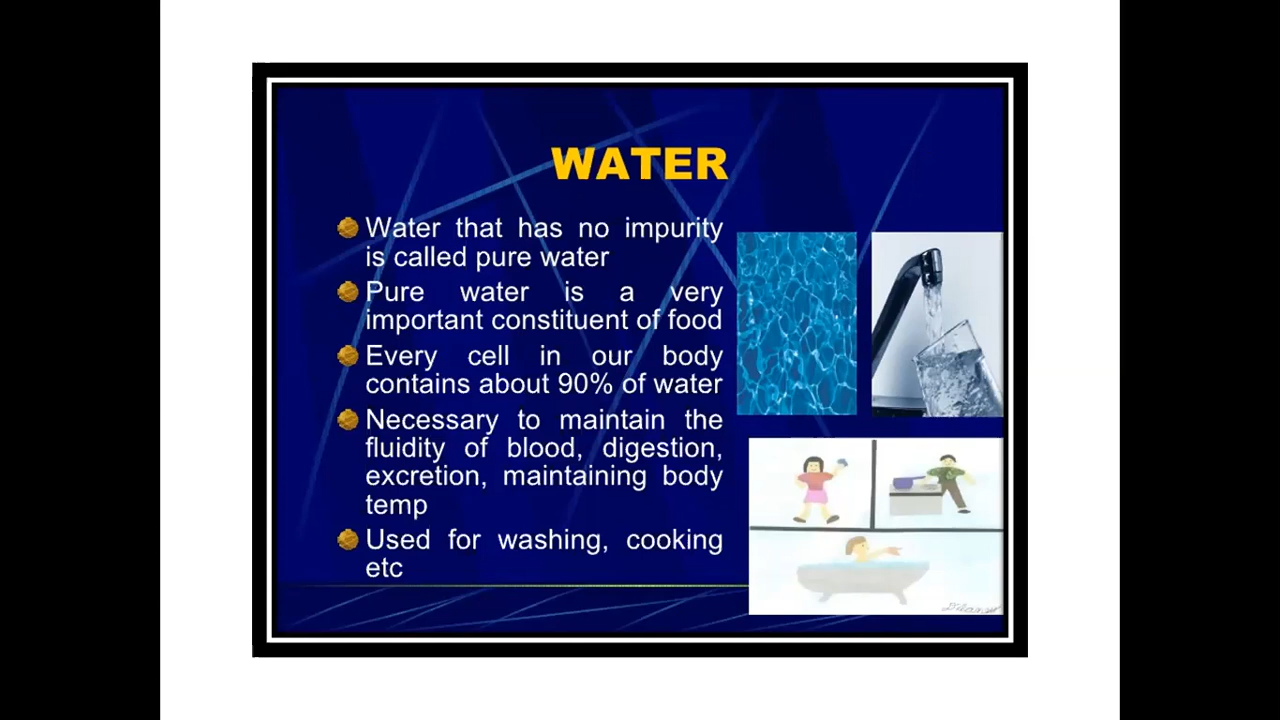 WATER
Water that has no impurity
is called pure water
Pure water is a very
important constituent of food
Every cell in our body
contains about 90% of water
Necessary to maintain the
fluidity of blood, digestion,
excretion, maintaining body
temp
Used for washing, cooking
etc